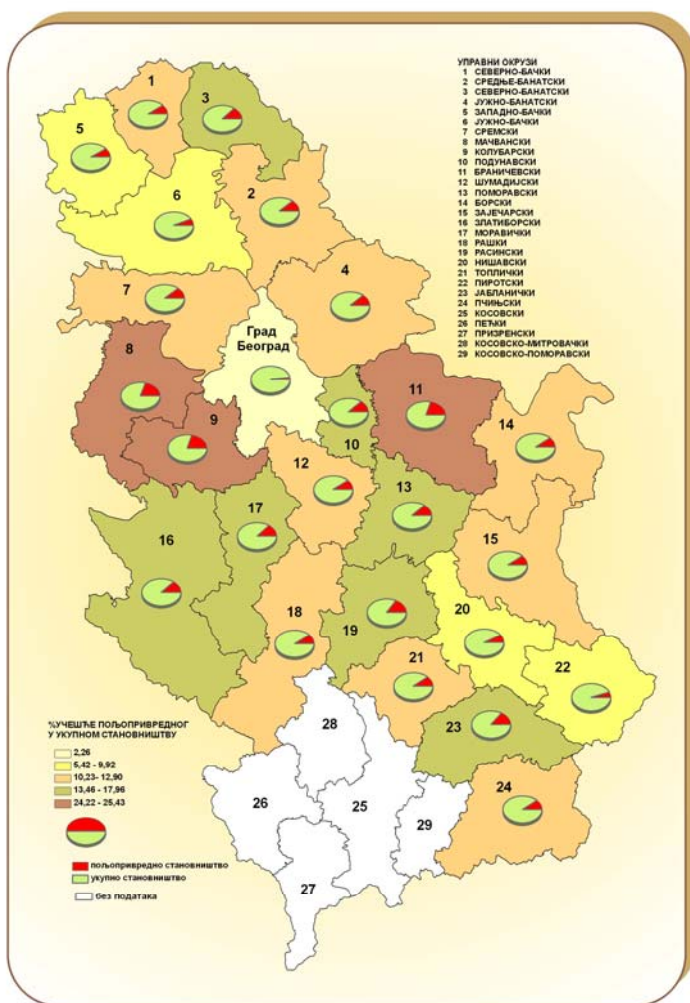 УПРАВНИ ОКРУЗИ
1 СЕВЕРНО-БАЧКИ
2 СРЕДЊЕ-БАНАТСКИ
3 СЕВЕРНО-БАНАТСКИ
4 ЈУЖНО-БАНАТСКИ
5 ЗАПАДНО-БАЧКИ
6 ЈУЖНО-БАЧКИ
7 СРЕМСКИ
8 МАЧВАНСКИ
9 КОЛУБАРСКИ
10 ПОДУНАВСКИ
11 БРАНИЧЕВСКИ
12 ШУМАДИЈСКИ
13 ПОМОРАВСКИ
14 БОРСКИ
15 ЗАЈЕЧАРСКИ
16 ЗЛАТИБОРСКИ
17 МОРАВИЧКИ
18 РАШКИ
19 РАСИНСКИ
20 НИШАВСКИ
21 ТОПЛИЧКИ
22 ПИРОТСКИ
23 ЈАБЛАНИЧКИ
24 ПЧИЊСКИ
25 КОСОВСКИ
26 ПЕЋКИ
27 ПРИЗРЕНСКИ
28 КОСОВСКО-МИТРОВАЧКИ
29 КОСОВСКО-ПОМОРАВСКИ
1
3
5
6
2
4
7
Град
Београд
8
9
10
11
14
12
13
17
16
15
18
19
20
21
22
23
24
28
26
25
29
27
%УЧЕШЋЕ ПОЉОПРИВРЕДНОГ
У УКУПНОМ СТАНОВНИШТВУ
2,26
5,42 - 9,92
10,23- 12,90
13,46 - 17,96
24,22 - 25,43
пољопривредно становништво
укупно становништво
без података